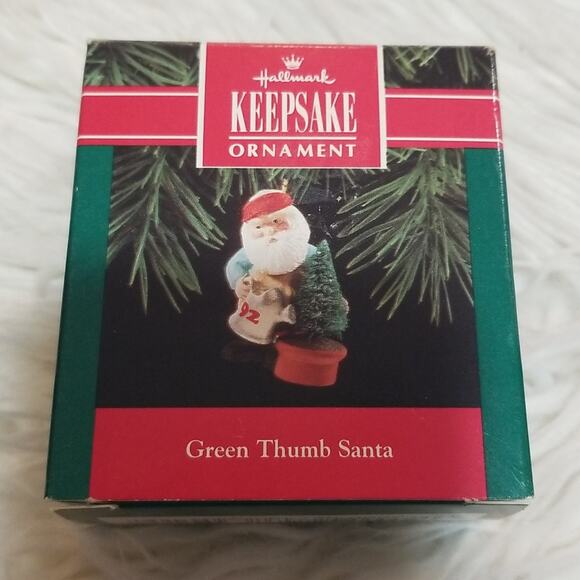 Hallmark
KEEPSAKE
ORNAMENT
92
Green Thumb Santa